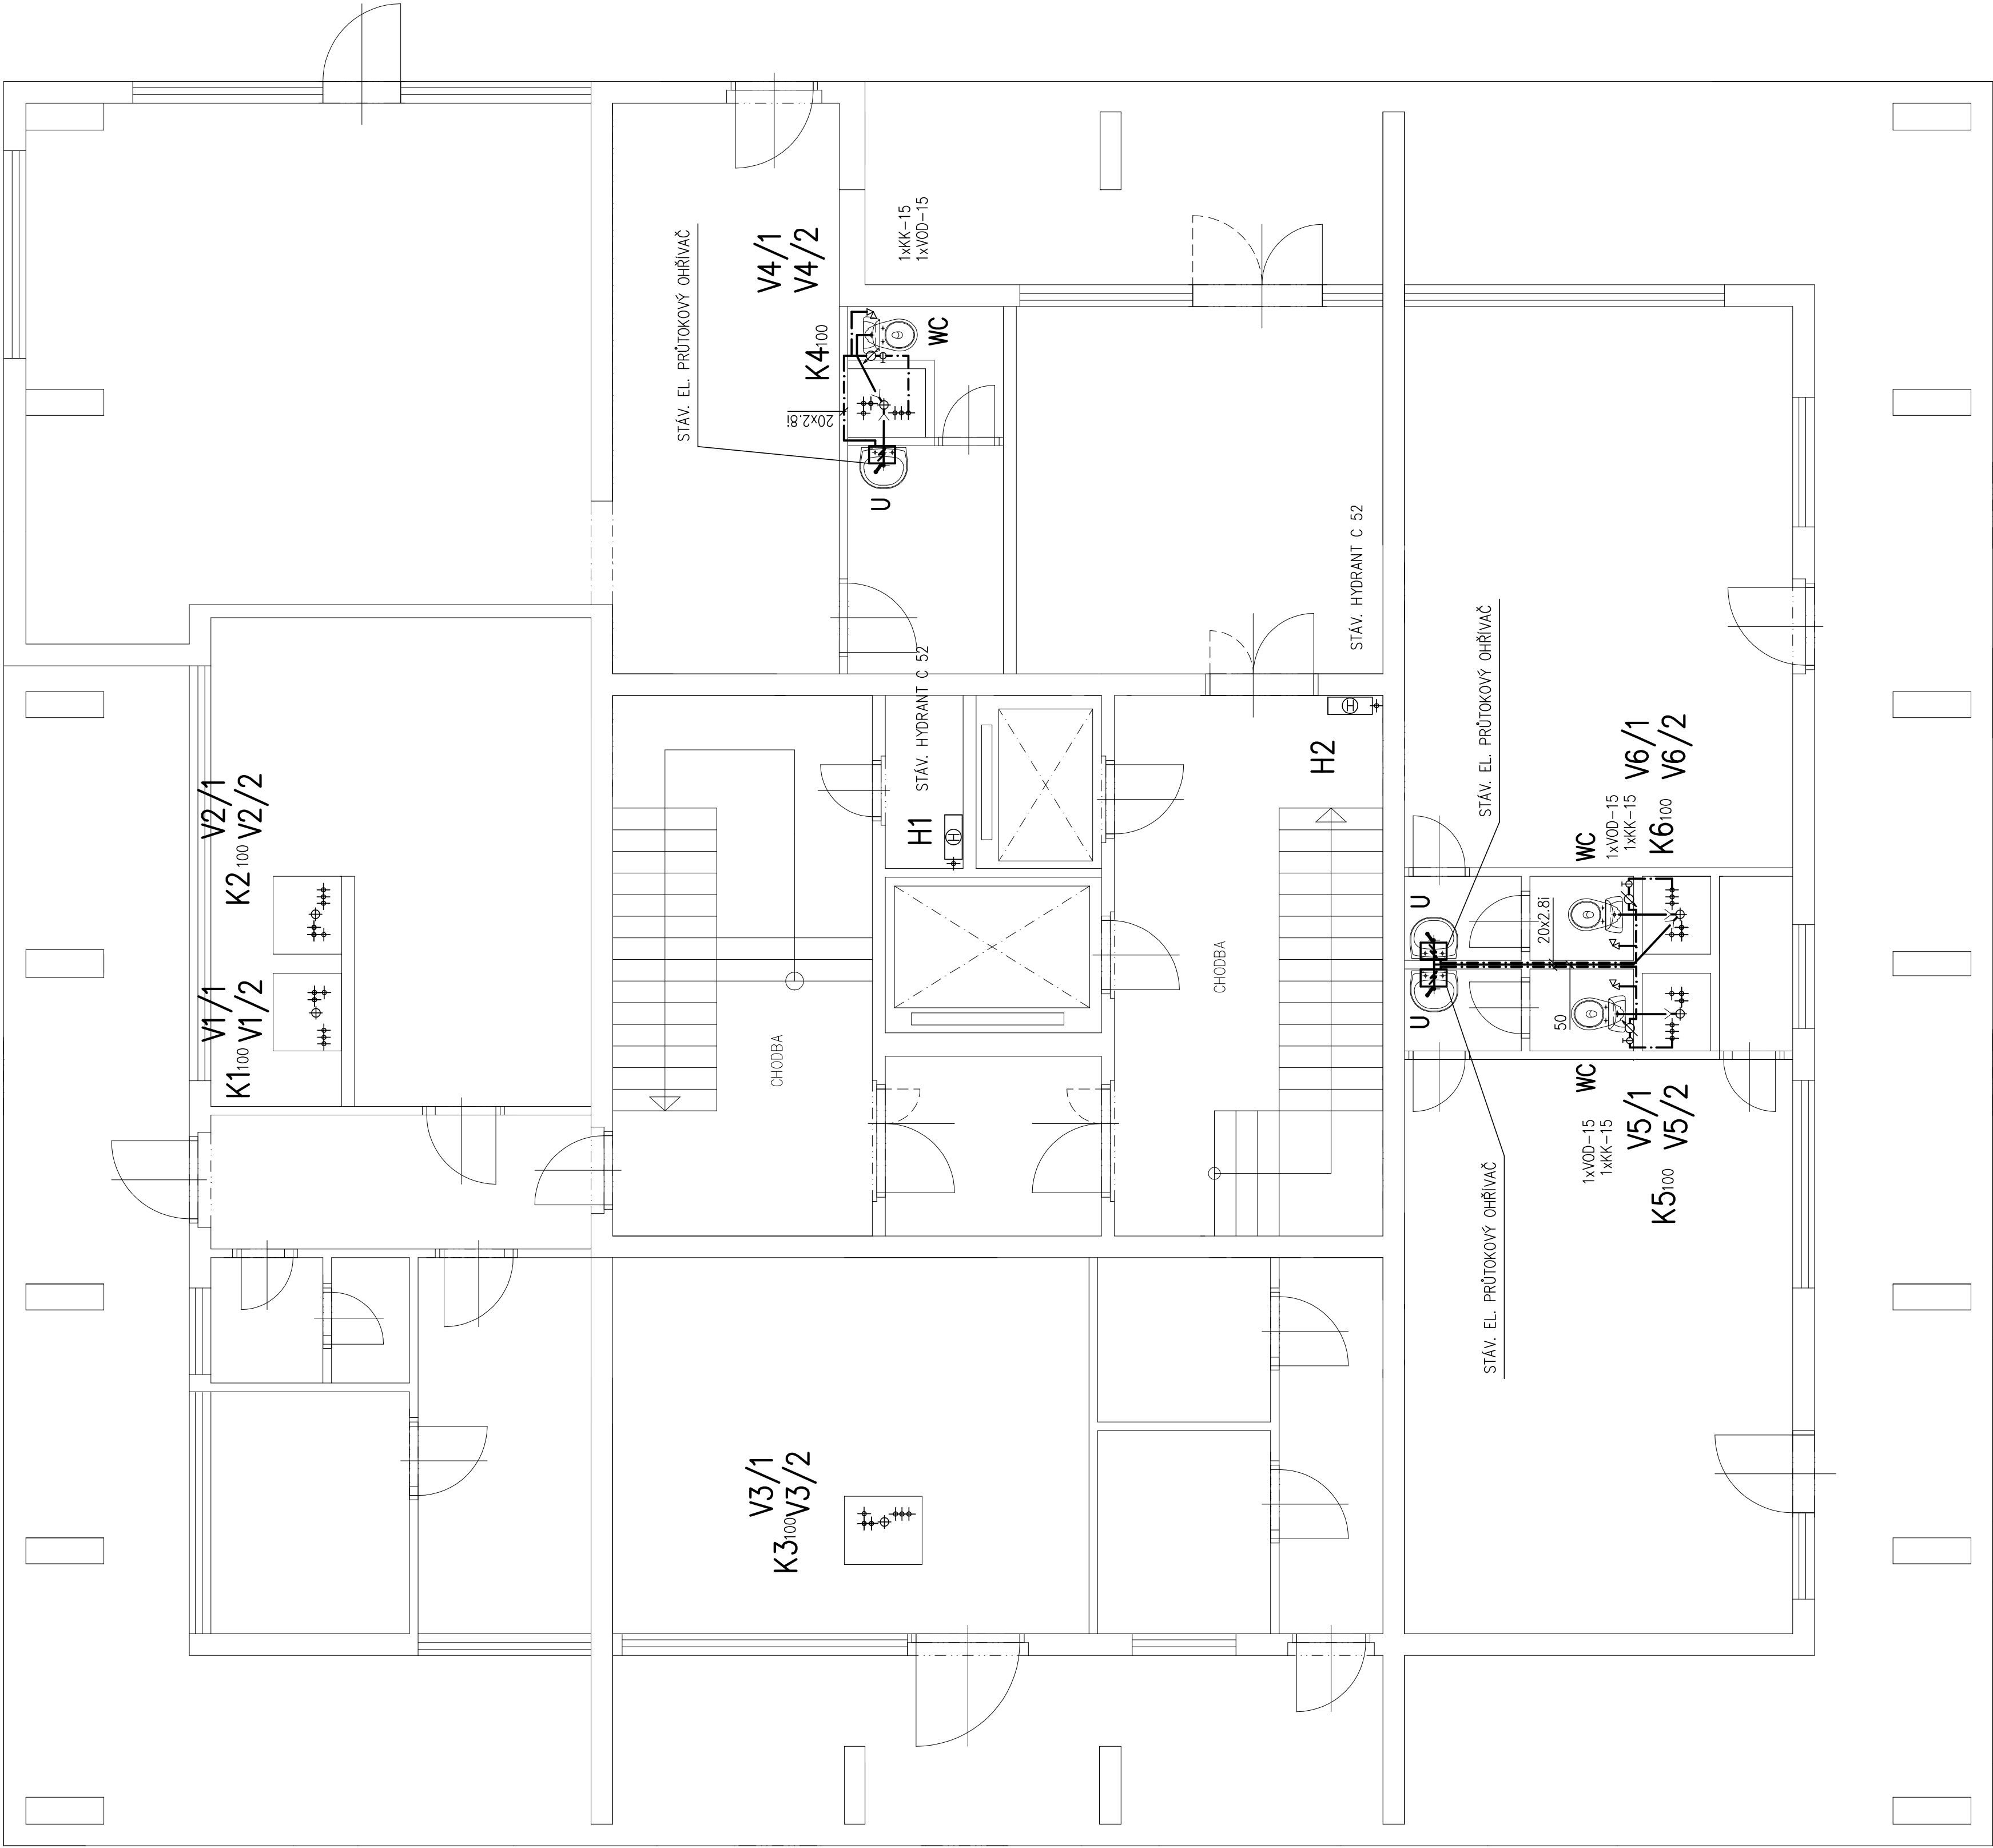 STÁV. EL. PRŮTOKOVÝ OHŘÍVAČ
V4/1
V4/2
1xKK-15
1xVOD-15
K4100
20x2.8i
WC
U
STÁV. HYDRANT C 52
STÁV. HYDRANT C 52
V2/1
K2100 V2/2
V1/1
K1100 V1/2
H1
H2
CHODBA
CHODBA
STÁV. EL. PRŮTOKOVÝ OHŘÍVAČ
V6/1
V6/2
WC
1xVOD-15
1xKK-15
K6100
U
20x2.8i
U
50
WC
1xVOD-15
1xKK-15
V5/1
V5/2
K5100
STÁV. EL. PRŮTOKOVÝ OHŘÍVAČ
V3/1
K3100 V3/2
H
H